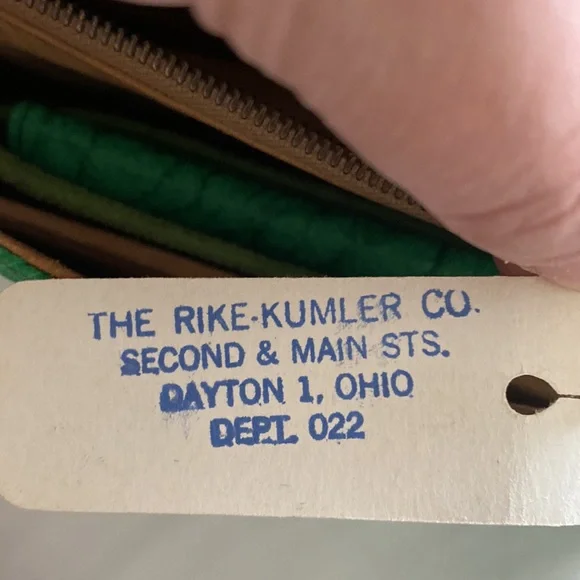 THE RIKE-KUMLER CO.
SECOND & MAIN STS.
DAYTON 1, OHIO
DEPT. 022